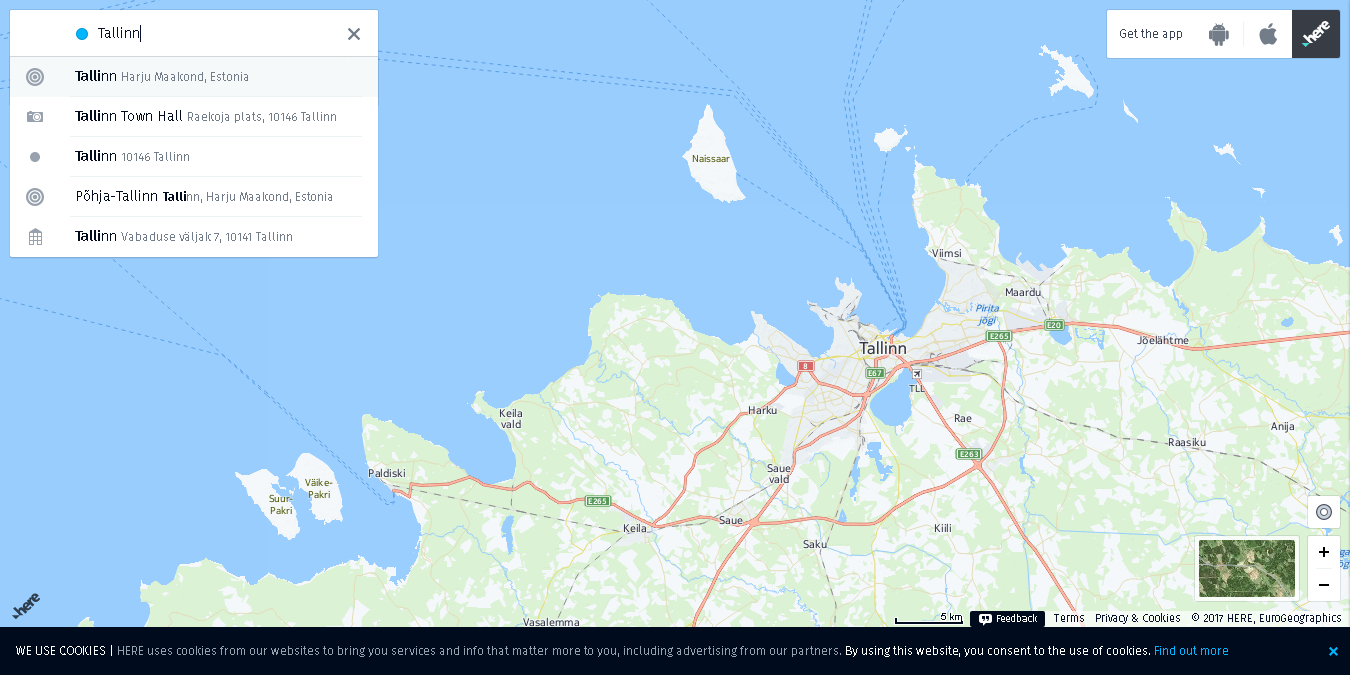 Tallinn
Tallinn Harju Maakond, Estonia
Tallinn Town Hall Raekoja plats, 10146 Tallinn
Tallinn 10146 Tallinn
Põhja-Tallinn Tallinn, Harju Maakond, Estonia
Tallinn Vabaduse väljak 7, 10141 Tallinn
Get the app
here
Naissaar
Viimsi
Maardu
Pirita
jõgi
E20
E265
Jõelähtme
Tallinn
8
E67
TLL
Harku
Rae
Keila
vald
Anija
Raasiku
E263
Paldiski
Saue
vald
Väike-
Pakri
Suur-
Pakri
E265
Keila
Saue
Kiili
Saku
here
Vasalemma
5 km
Feedback
Terms
Privacy & Cookies
© 2017 HERE, EuroGeographics
WE USE COOKIES | HERE uses cookies from our websites to bring you services and info that matter more to you, including advertising from our partners. By using this website, you consent to the use of cookies. Find out more